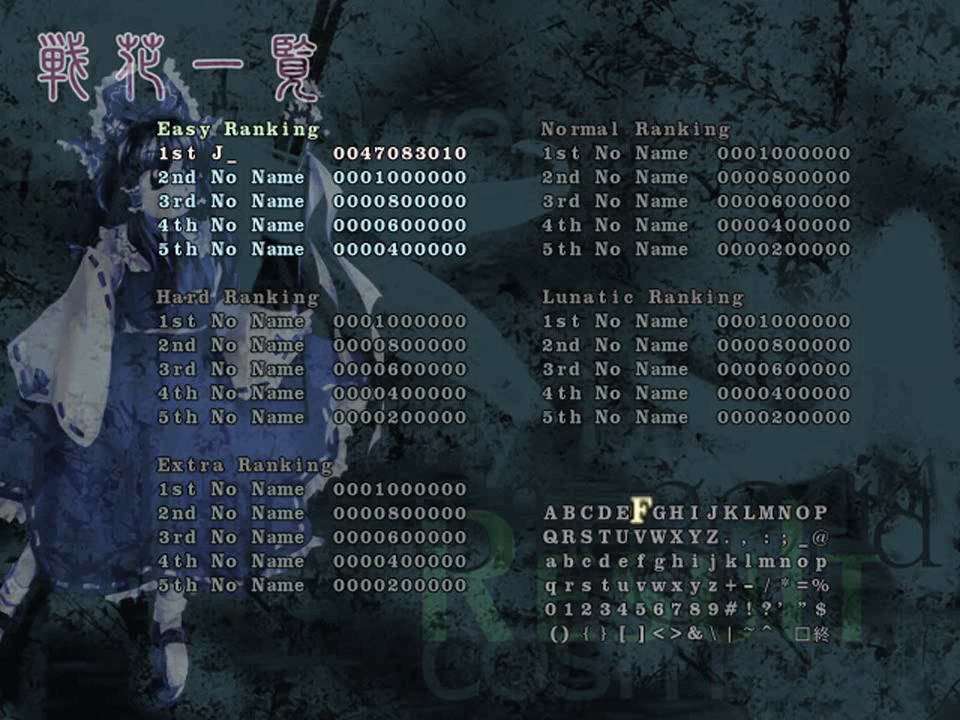 戦花一覧
Easy Ranking
1st J_ 0047083010
2nd No Name 0001000000
3rd No Name 0000800000
4th No Name 0000600000
5th No Name 0000400000
Normal Ranking
1st No Name 0001000000
2nd No Name 0000800000
3rd No Name 0000600000
4th No Name 0000400000
5th No Name 0000200000
Hard Ranking
1st No Name 0001000000
2nd No Name 0000800000
3rd No Name 0000600000
4th No Name 0000400000
5th No Name 0000200000
Lunatic Ranking
1st No Name 0001000000
2nd No Name 0000800000
3rd No Name 0000600000
4th No Name 0000400000
5th No Name 0000200000
Extra Ranking
1st No Name 0001000000
2nd No Name 0000800000
3rd No Name 0000600000
4th No Name 0000400000
5th No Name 0000200000
ABCDEFGHIJKLMNOP
QRSTUVWXYZ.,:;_@
abcdefghijklmnop
qrstuvwxyz+-/*=%
0123456789#!?'"$
(){}[]<>&\|~^ □終